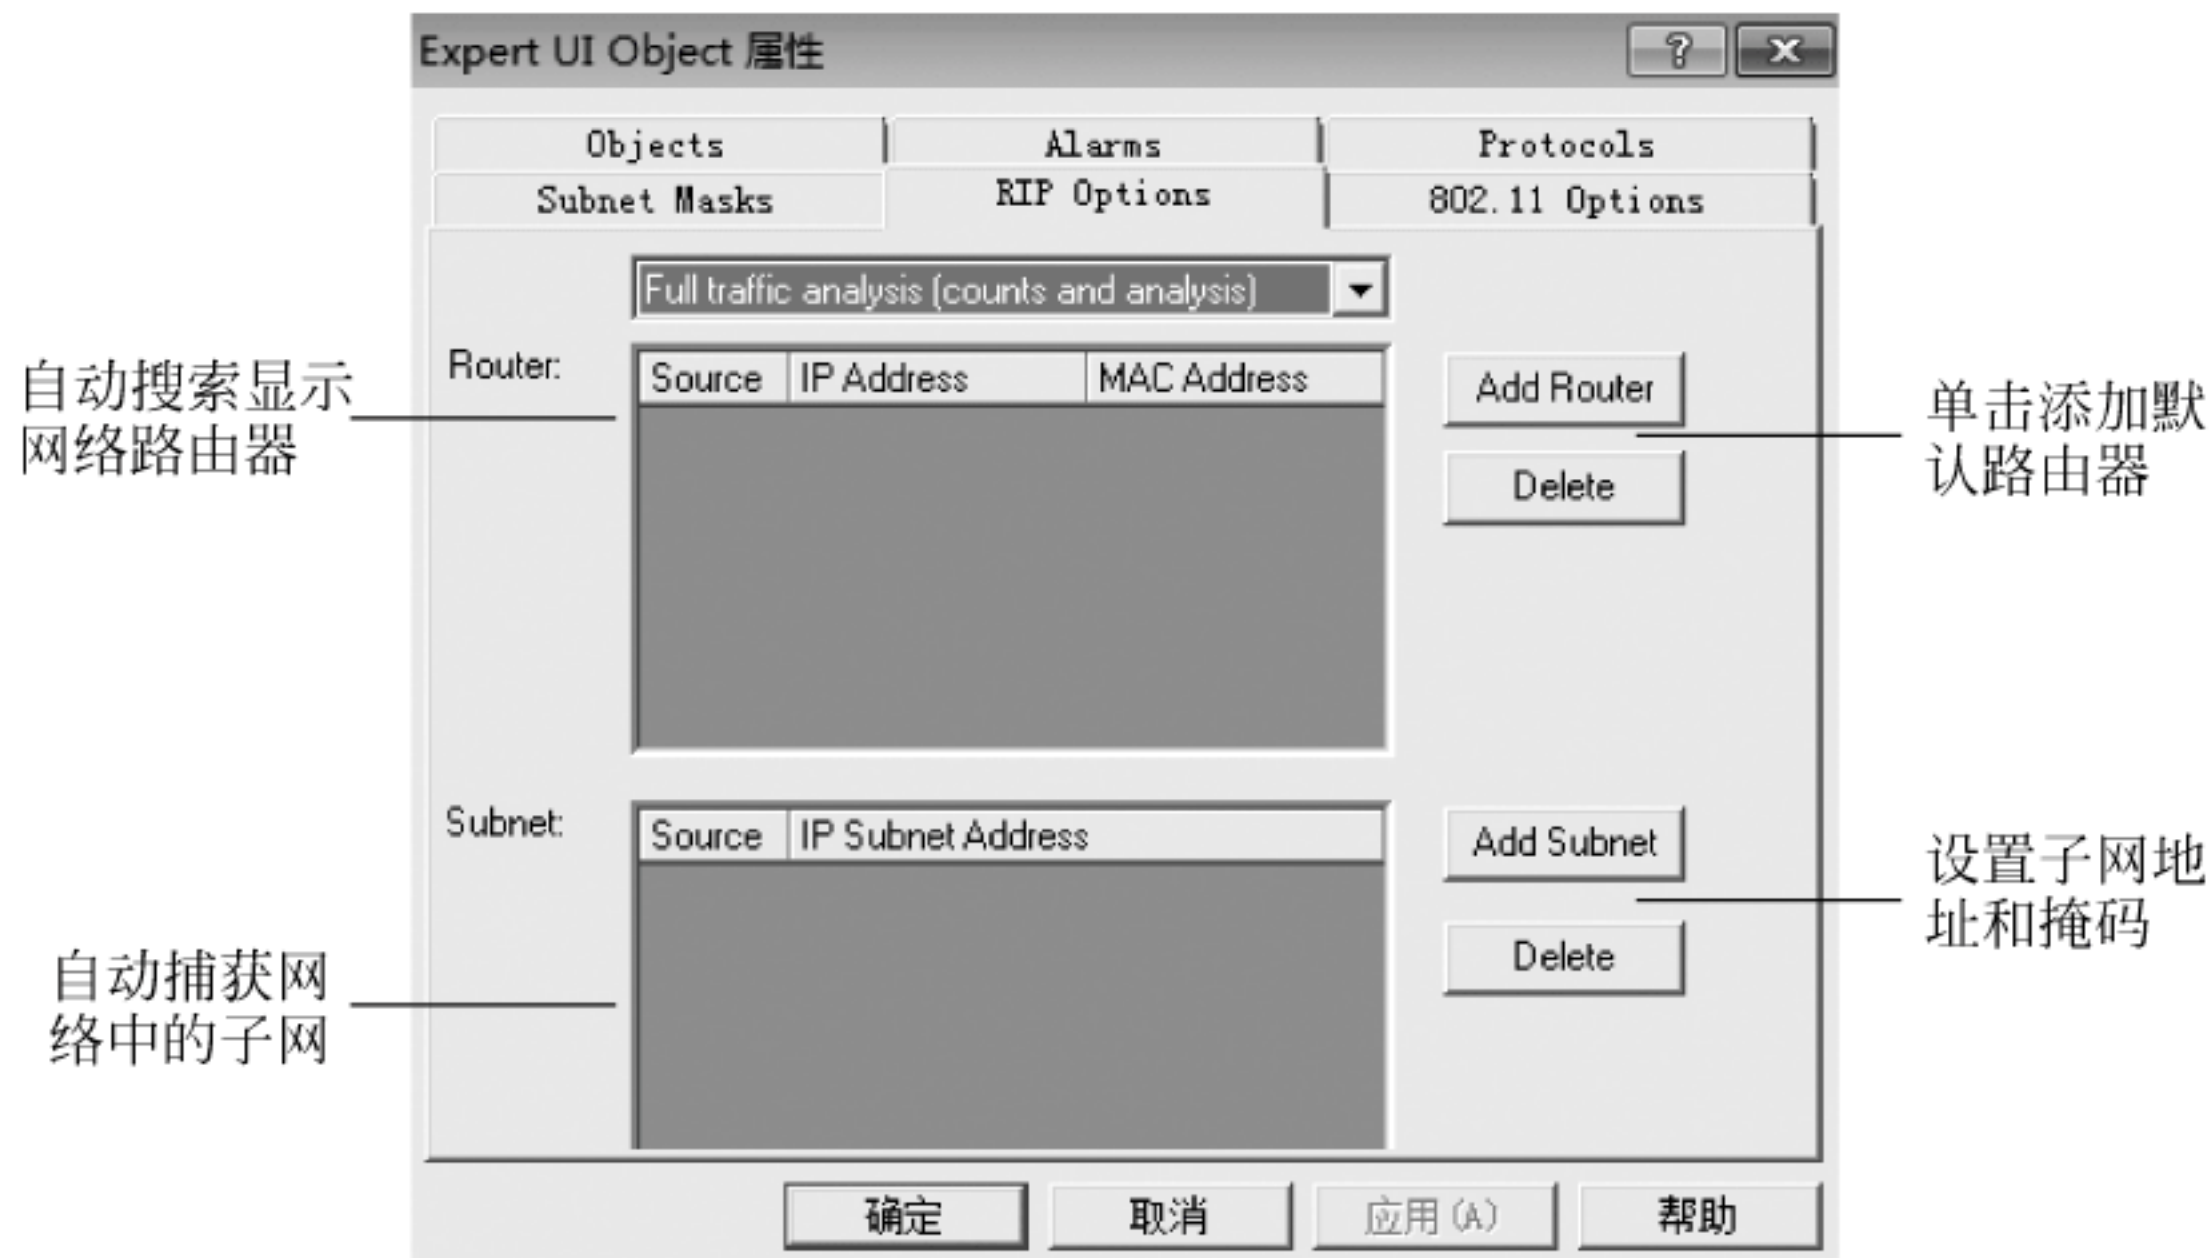 Expert UI Object 属性
Objects
Alarms
Protocols
Subnet Masks
RIP Options
802.11 Options
Full traffic analysis (counts and analysis)
Router:
Source
IP Address
MAC Address
Add Router
Delete
自动搜索显示
网络路由器
单击添加默
认路由器
Subnet:
Source
IP Subnet Address
Add Subnet
Delete
设置子网地
址和掩码
自动捕获网
络中的子网
确定
取消
应用(A)
帮助